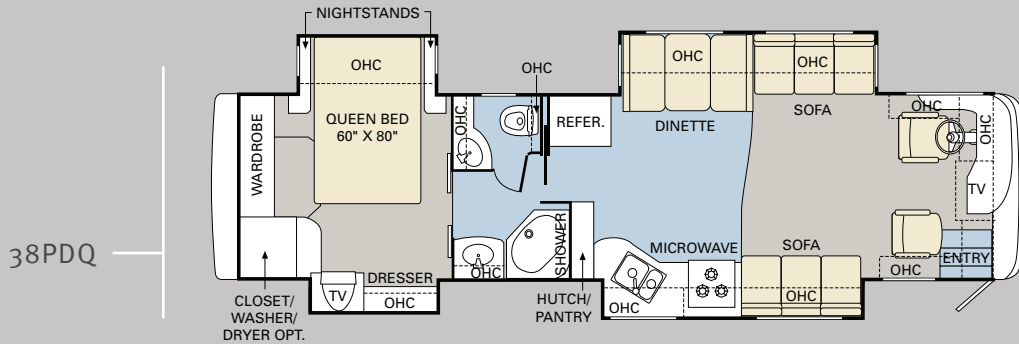 NIGHTSTANDS
OHC
OHC
OHC
OHC
QUEEN BED
60" X 80"
OHC
REFER.
DINETTE
SOFA
OHC
OHC
WARDROBE
TV
38PDQ
SHOWER
MICROWAVE
SOFA
ENTRY
OHC
OHC
DRESSER
TV
OHC
OHC
OHC
CLOSET/
WASHER/
DRYER OPT.
HUTCH/
PANTRY